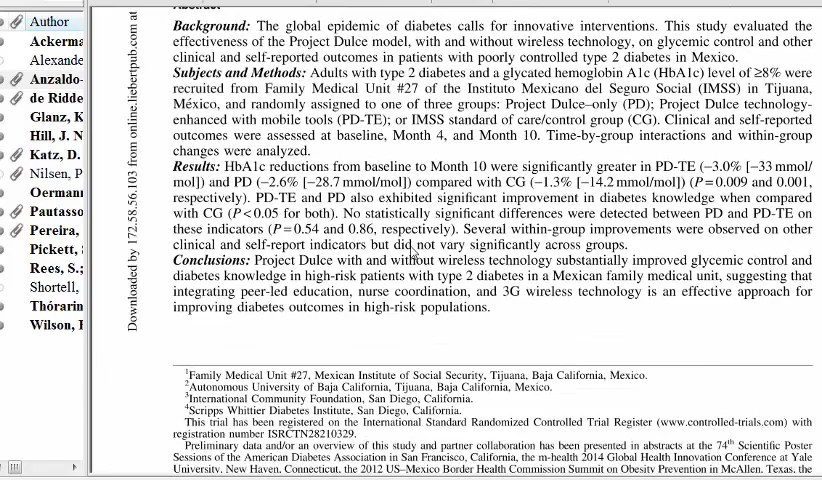 Abstract
Author
Ackerma
Alexande
Anzaldo-
de Ridde
Glanz, K
Hill, J. N
Katz, D.
Nilsen, P
Oermann
Pautasso
Pereira,
Pickett,
Rees, S.;
Shortell,
Thórarin
Wilson, F
Downloaded by 172.58.56.103 from online.liebertpub.com at
Background: The global epidemic of diabetes calls for innovative interventions. This study evaluated the
effectiveness of the Project Dulce model, with and without wireless technology, on glycemic control and other
clinical and self-reported outcomes in patients with poorly controlled type 2 diabetes in Mexico.
Subjects and Methods: Adults with type 2 diabetes and a glycated hemoglobin A1c (HbA1c) level of ≥8% were
recruited from Family Medical Unit #27 of the Instituto Mexicano del Seguro Social (IMSS) in Tijuana,
México, and randomly assigned to one of three groups: Project Dulce–only (PD); Project Dulce technology-
enhanced with mobile tools (PD-TE); or IMSS standard of care/control group (CG). Clinical and self-reported
outcomes were assessed at baseline, Month 4, and Month 10. Time-by-group interactions and within-group
changes were analyzed.
Results: HbA1c reductions from baseline to Month 10 were significantly greater in PD-TE (−3.0% [−33 mmol/
mol]) and PD (−2.6% [−28.7 mmol/mol]) compared with CG (−1.3% [−14.2 mmol/mol]) (P=0.009 and 0.001,
respectively). PD-TE and PD also exhibited significant improvement in diabetes knowledge when compared
with CG (P<0.05 for both). No statistically significant differences were detected between PD and PD-TE on
these indicators (P=0.54 and 0.86, respectively). Several within-group improvements were observed on other
clinical and self-report indicators but did not vary significantly across groups.
Conclusions: Project Dulce with and without wireless technology substantially improved glycemic control and
diabetes knowledge in high-risk patients with type 2 diabetes in a Mexican family medical unit, suggesting that
integrating peer-led education, nurse coordination, and 3G wireless technology is an effective approach for
improving diabetes outcomes in high-risk populations.
1Family Medical Unit #27, Mexican Institute of Social Security, Tijuana, Baja California, Mexico.
2Autonomous University of Baja California, Tijuana, Baja California, Mexico.
3International Community Foundation, San Diego, California.
4Scripps Whittier Diabetes Institute, San Diego, California.
This trial has been registered on the International Standard Randomized Controlled Trial Register (www.controlled-trials.com) with
registration number ISRCTN28210329.
Preliminary data and/or an overview of this study and partner collaboration has been presented in abstracts at the 74th Scientific Poster
Sessions of the American Diabetes Association in San Francisco, California, the m-health 2014 Global Health Innovation Conference at Yale
University, New Haven, Connecticut, the 2012 US–Mexico Border Health Commission Summit on Obesity Prevention in McAllen, Texas, the